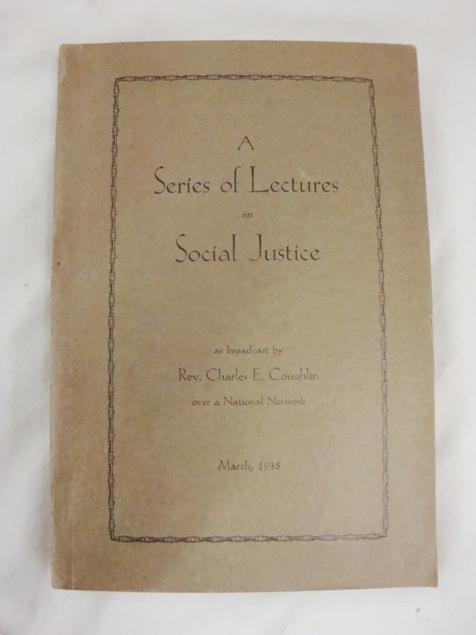 A
Series of Lectures
on
Social Justice
as broadcast by
Rev. Charles E. Coughlin
over a National Network
March, 1935